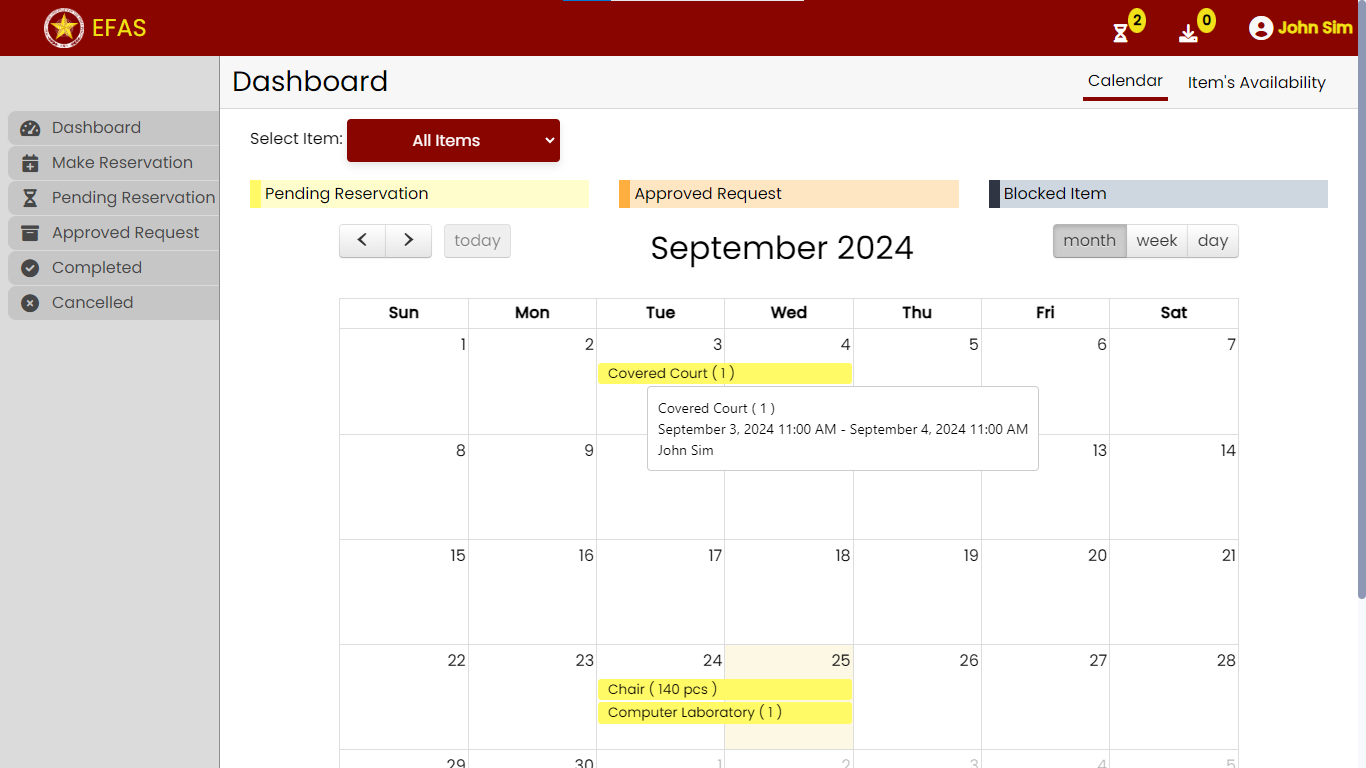 EFAS
2
0
John Sim
Dashboard
Calendar
Item's Availability
Dashboard
Make Reservation
Pending Reservation
Approved Request
Completed
Cancelled
Select Item:
All Items
Pending Reservation
Approved Request
Blocked Item
today
September 2024
month
week
day
Sun Mon Tue Wed Thu Fri Sat
1 2 3 4 5 6 7
Covered Court ( 1 )
Covered Court ( 1 )
September 3, 2024 11:00 AM - September 4, 2024 11:00 AM
John Sim
8 9 13 14
15 16 17 18 19 20 21
22 23 24 25 26 27 28
Chair ( 140 pcs )
Computer Laboratory ( 1 )
29 30 1 2 3 4 5